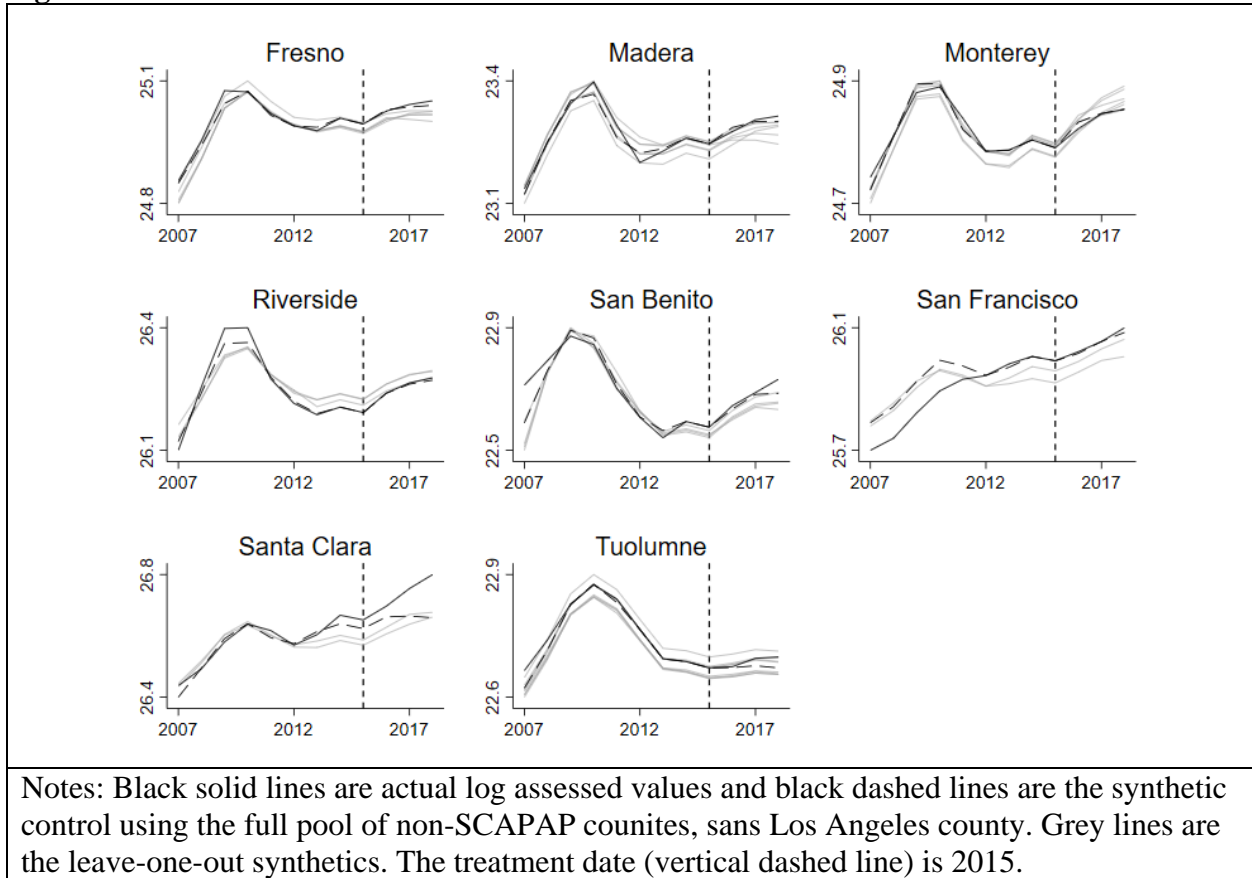 Fresno
25.1
24.8
2007 2012 2017
Madera
23.4
23.1
2007 2012 2017
Monterey
24.9
24.7
2007 2012 2017
Riverside
26.4
26.1
2007 2012 2017
San Benito
22.9
22.5
2007 2012 2017
San Francisco
26.1
25.7
2007 2012 2017
Santa Clara
26.8
26.4
2007 2012 2017
Tuolumne
22.9
22.6
2007 2012 2017
Notes: Black solid lines are actual log assessed values and black dashed lines are the synthetic
control using the full pool of non-SCAPAP counites, sans Los Angeles county. Grey lines are
the leave-one-out synthetics. The treatment date (vertical dashed line) is 2015.